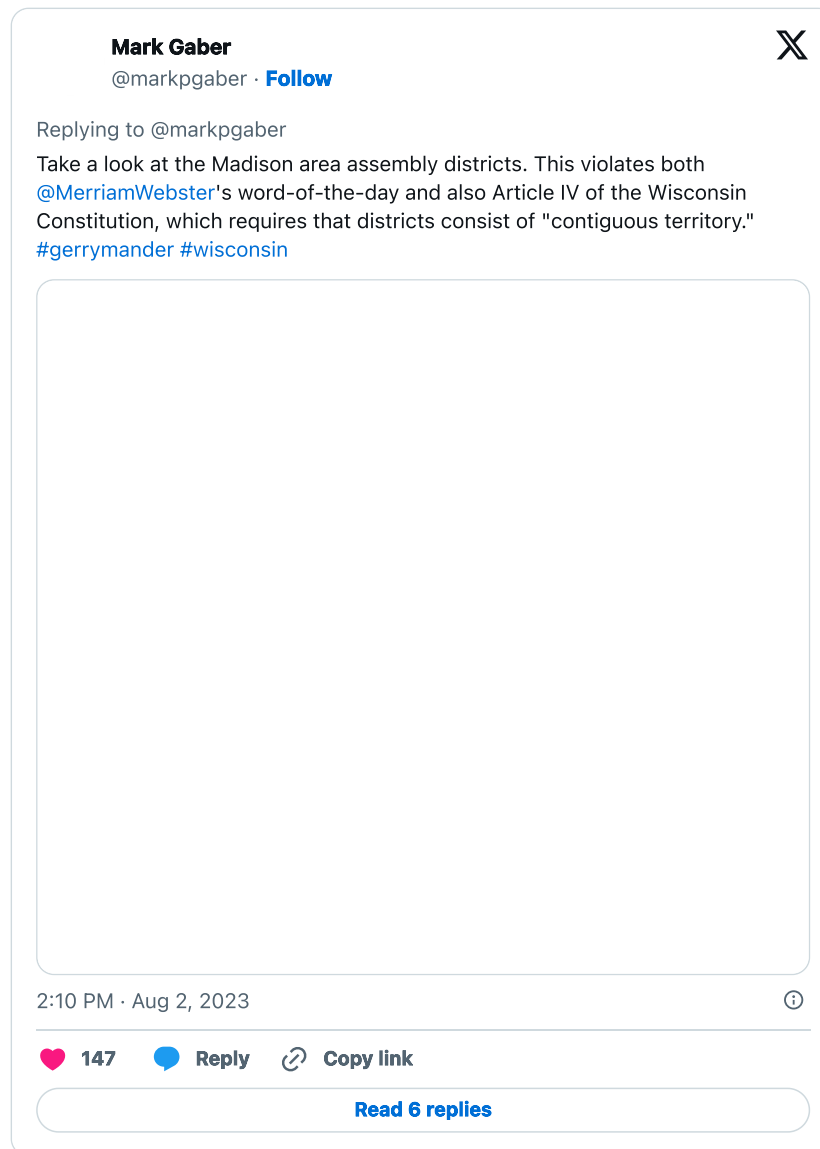 Mark Gaber
@markpgaber · Follow
Replying to @markpgaber
Take a look at the Madison area assembly districts. This violates both
@MerriamWebster's word-of-the-day and also Article IV of the Wisconsin
Constitution, which requires that districts consist of "contiguous territory."
#gerrymander #wisconsin
2:10 PM · Aug 2, 2023
147 Reply Copy link
Read 6 replies